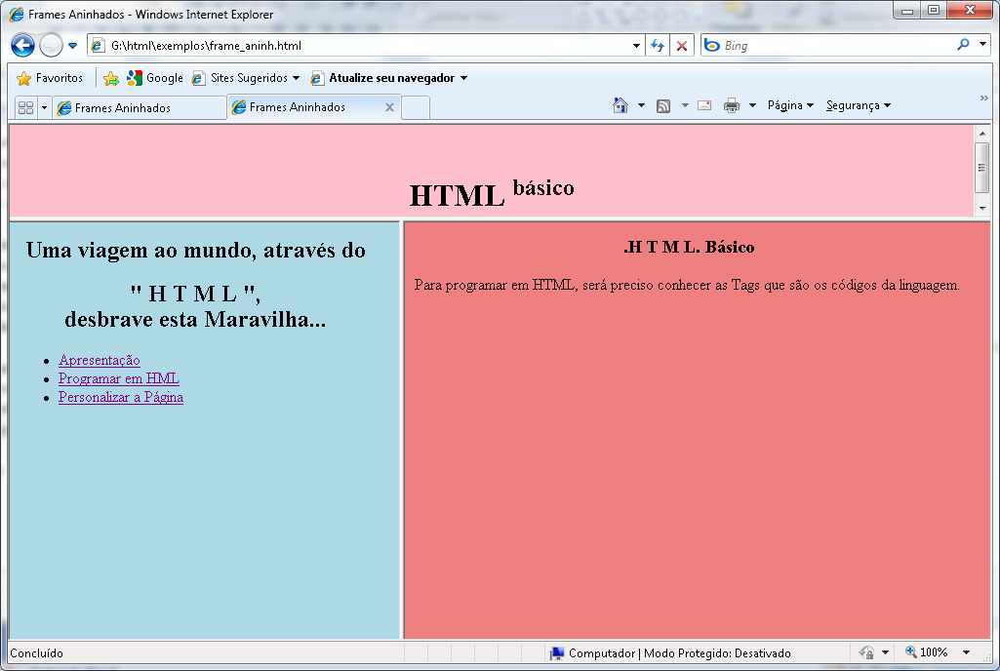 Frames Aninhados - Windows Internet Explorer
G:\html\exemplos\frame_aninh.html
Bing
Favoritos
Google
Sites Sugeridos
Atualize seu navegador
Frames Aninhados
Frames Aninhados
Página
Segurança
HTML básico
Uma viagem ao mundo, através do
" H T M L ",
desbrave esta Maravilha...
Apresentação
Programar em HML
Personalizar a Página
.H T M L. Básico
Para programar em HTML, será preciso conhecer as Tags que são os códigos da linguagem.
Concluído
Computador | Modo Protegido: Desativado
100%